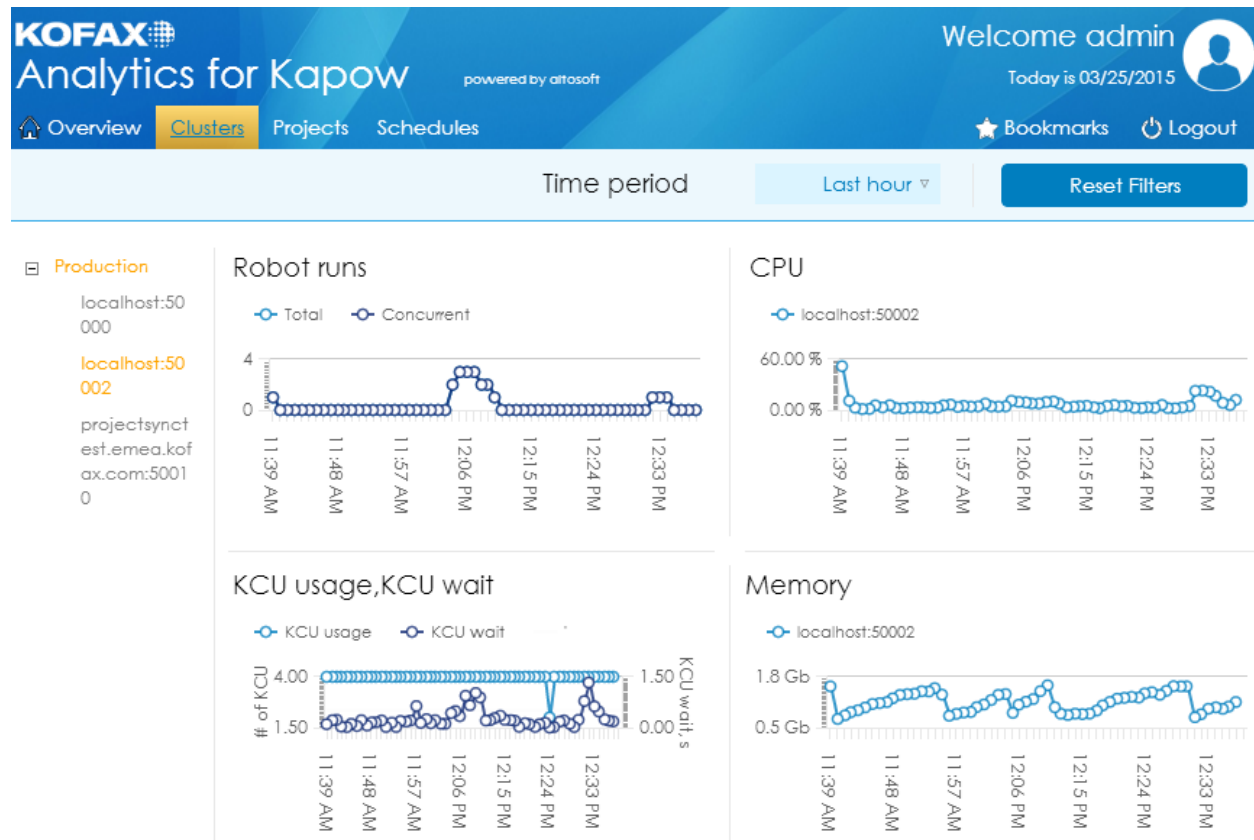 KOFAX
Analytics for Kapow
powered by altosoft
Welcome admin
Today is 03/25/2015
Overview
Clusters
Projects
Schedules
Bookmarks
Logout
Time period
Last hour
Reset Filters
Production
localhost:50
000
localhost:50
002
projectsynct
est.emea.kof
ax.com:5001
0
Robot runs
Total
Concurrent
4
0
11:39 AM
11:48 AM
11:57 AM
12:06 PM
12:15 PM
12:24 PM
12:33 PM
CPU
localhost:50002
60.00 %
0.00 %
11:39 AM
11:48 AM
11:57 AM
12:06 PM
12:15 PM
12:24 PM
12:33 PM
KCU usage,KCU wait
KCU usage
KCU wait
# of KCU
4.00
1.50
1.50
0.00
KCU wait, s
11:39 AM
11:48 AM
11:57 AM
12:06 PM
12:15 PM
12:24 PM
12:33 PM
Memory
localhost:50002
1.8 Gb
0.5 Gb
11:39 AM
11:48 AM
11:57 AM
12:06 PM
12:15 PM
12:24 PM
12:33 PM